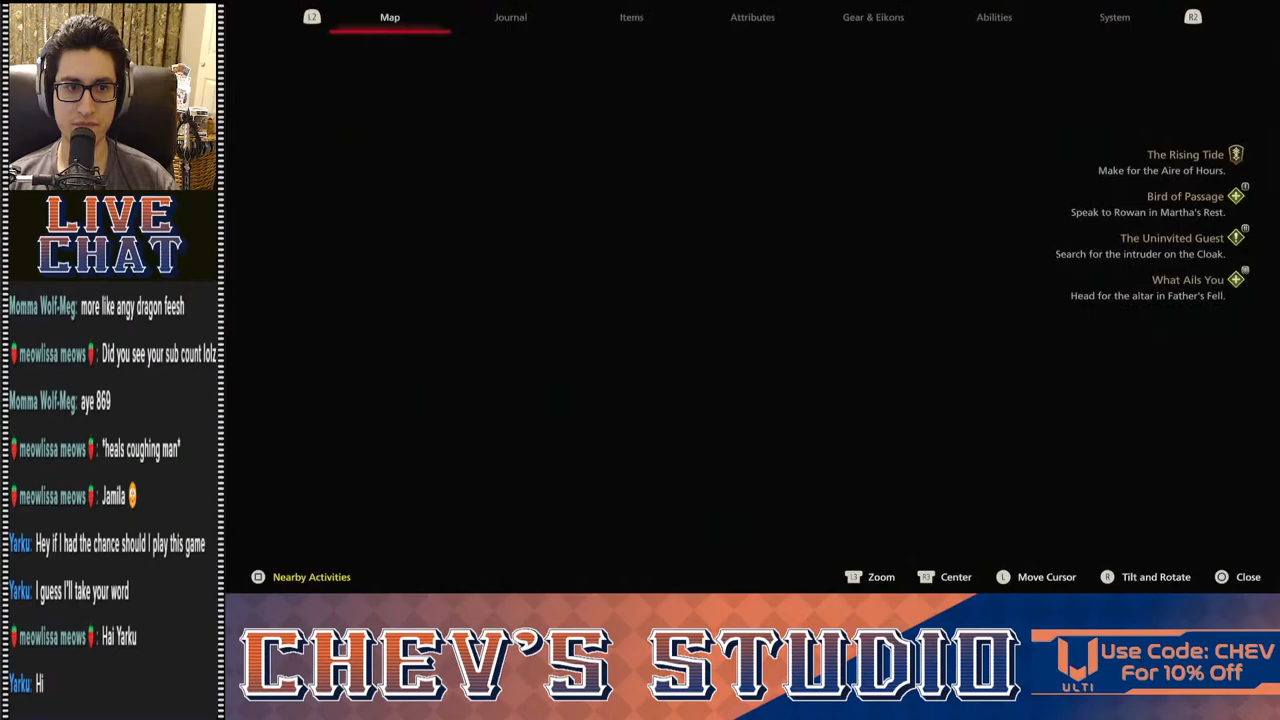 L2 Map Journal Items Attributes Gear & Eikons Abilities System R2
The Rising Tide
Make for the Aire of Hours.
Bird of Passage
Speak to Rowan in Martha's Rest.
The Uninvited Guest
Search for the intruder on the Cloak.
What Ails You
Head for the altar in Father's Fell.
LIVE
CHAT
Momma Wolf-Meg: more like angy dragon feesh
meowlissa meows: Did you see your sub count lolz
Momma Wolf-Meg: aye 869
meowlissa meows: *heals coughing man*
meowlissa meows: Jamila
Yarku: Hey if I had the chance should I play this game
Yarku: I guess I'll take your word
meowlissa meows: Hai Yarku
Yarku: Hi
Nearby Activities
L3 Zoom R3 Center L Move Cursor R Tilt and Rotate Close
CHEV'S STUDIO
ULTI
Use Code: CHEV
For 10% Off